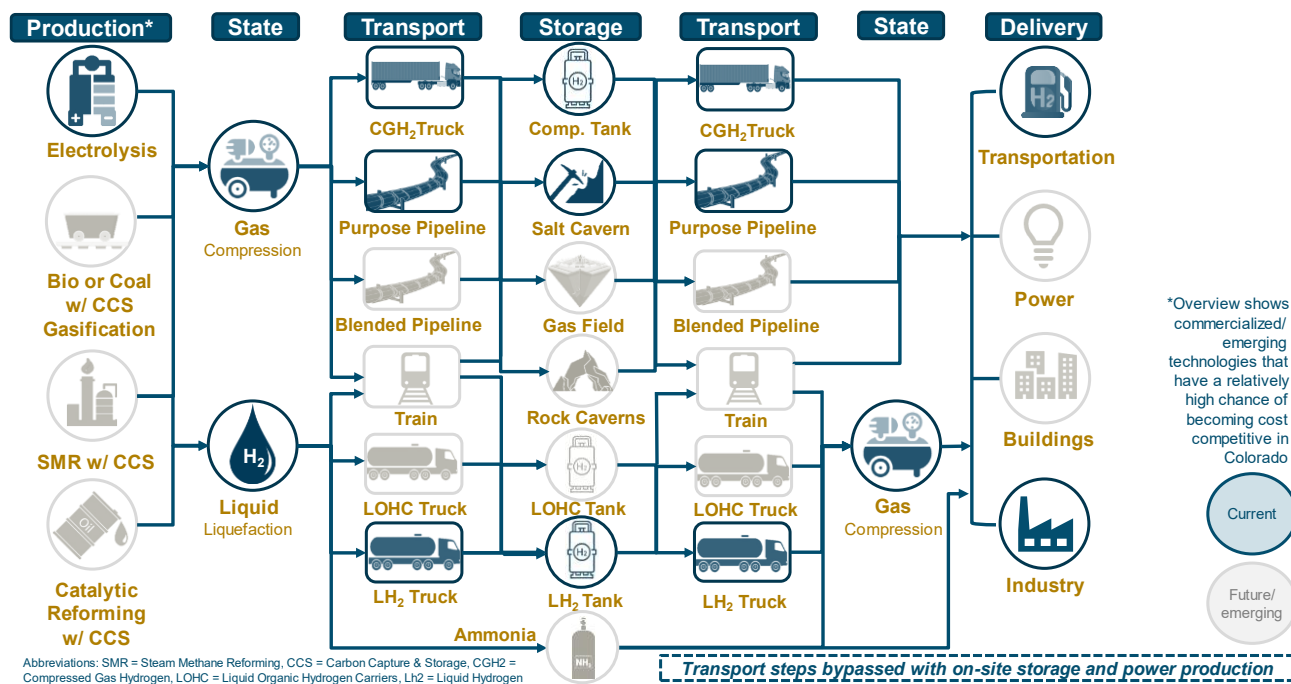 Production*
State
Transport
Storage
Transport
State
Delivery
Electrolysis
Bio or Coal
w/ CCS
Gasification
SMR w/ CCS
Oil
Catalytic
Reforming
w/ CCS
Gas
Compression
H₂
Liquid
Liquefaction
CGH₂Truck
Purpose Pipeline
Blended Pipeline
Train
LOHC Truck
LH₂ Truck
Ammonia
H₂
Comp. Tank
Salt Cavern
Gas Field
Rock Caverns
H₂
LOHC Tank
H₂
LH₂ Tank
NH₃
CGH₂Truck
Purpose Pipeline
Blended Pipeline
Train
LOHC Truck
LH₂ Truck
Gas
Compression
H₂
Transportation
Power
Buildings
Industry
*Overview shows
commercialized/
emerging
technologies that
have a relatively
high chance of
becoming cost
competitive in
Colorado
Current
Future/
emerging
Abbreviations: SMR = Steam Methane Reforming, CCS = Carbon Capture & Storage, CGH2 =
Compressed Gas Hydrogen, LOHC = Liquid Organic Hydrogen Carriers, Lh2 = Liquid Hydrogen
Transport steps bypassed with on-site storage and power production